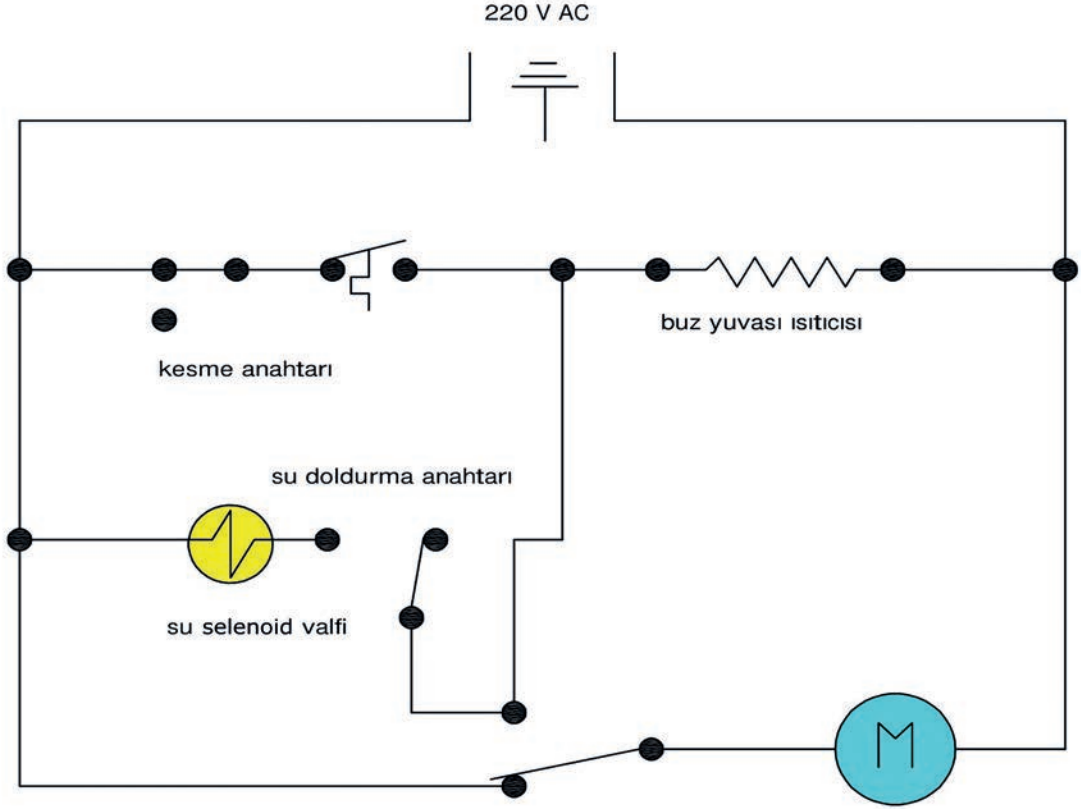 220 V AC
buz yuvası ısıtıcısı
kesme anahtarı
su doldurma anahtarı
su selenoid valfi
M